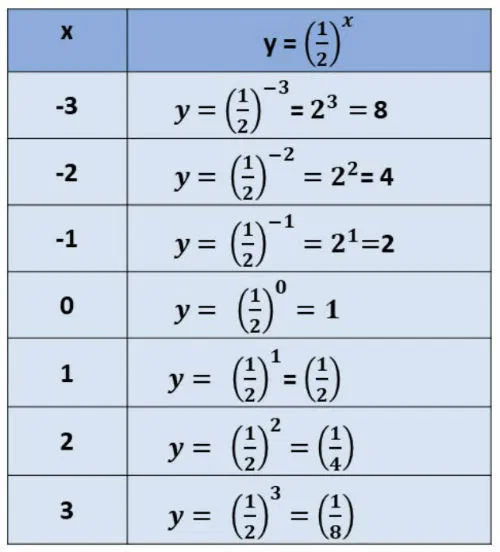 x y = (1/2)^x
-3 y = (1/2)^-3 = 2^3 = 8
-2 y = (1/2)^-2 = 2^2= 4
-1 y = (1/2)^-1 = 2^1=2
0 y = (1/2)^0 = 1
1 y = (1/2)^1= (1/2)
2 y = (1/2)^2 = (1/4)
3 y = (1/2)^3 = (1/8)